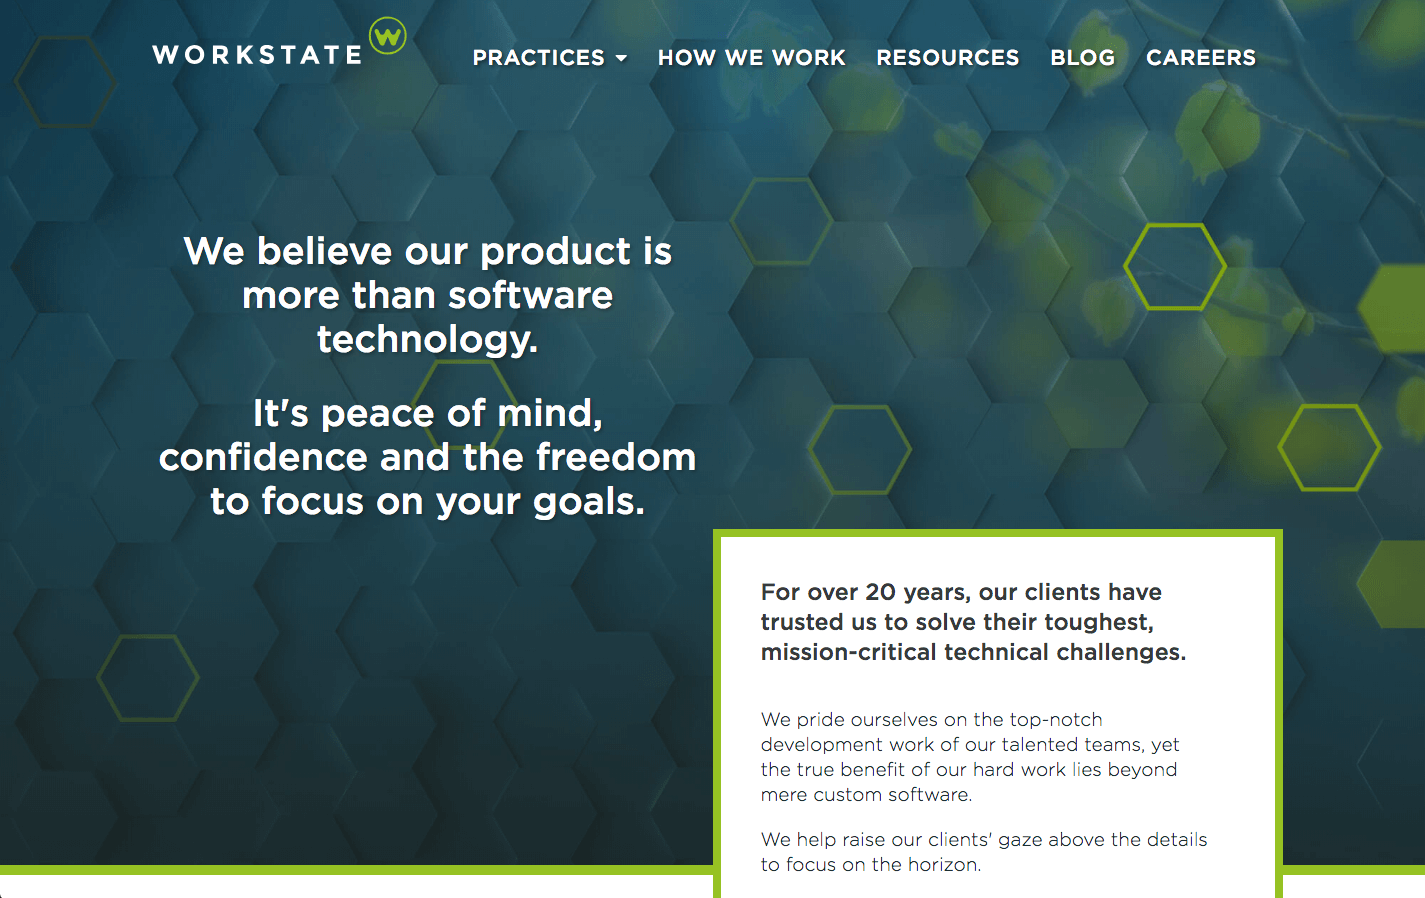 WORKSTATE W
PRACTICES HOW WE WORK RESOURCES BLOG CAREERS
We believe our product is
more than software
technology.
It's peace of mind,
confidence and the freedom
to focus on your goals.
For over 20 years, our clients have
trusted us to solve their toughest,
mission-critical technical challenges.
We pride ourselves on the top-notch
development work of our talented teams, yet
the true benefit of our hard work lies beyond
mere custom software.
We help raise our clients' gaze above the details
to focus on the horizon.